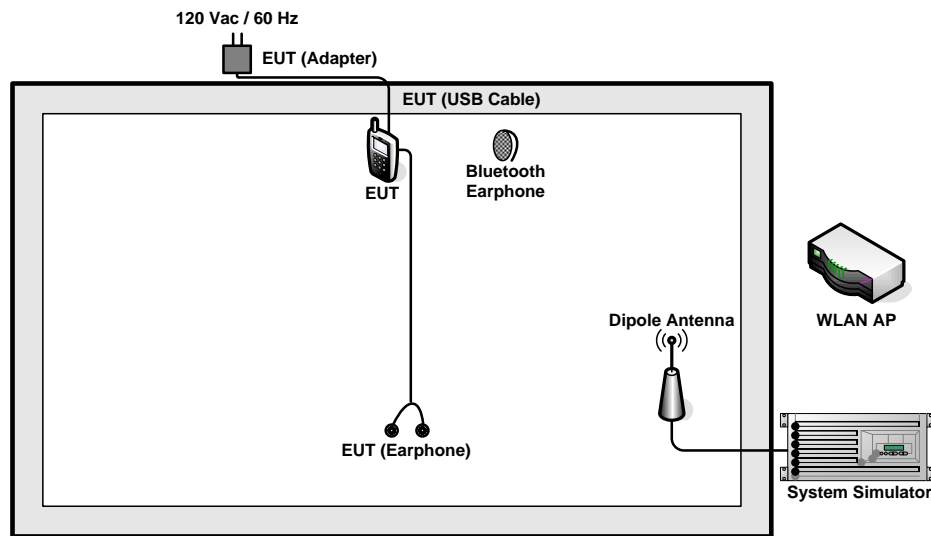 120 Vac / 60 Hz
EUT (Adapter)
EUT (USB Cable)
EUT
Bluetooth
Earphone
WLAN AP
Dipole Antenna
EUT (Earphone)
System Simulator